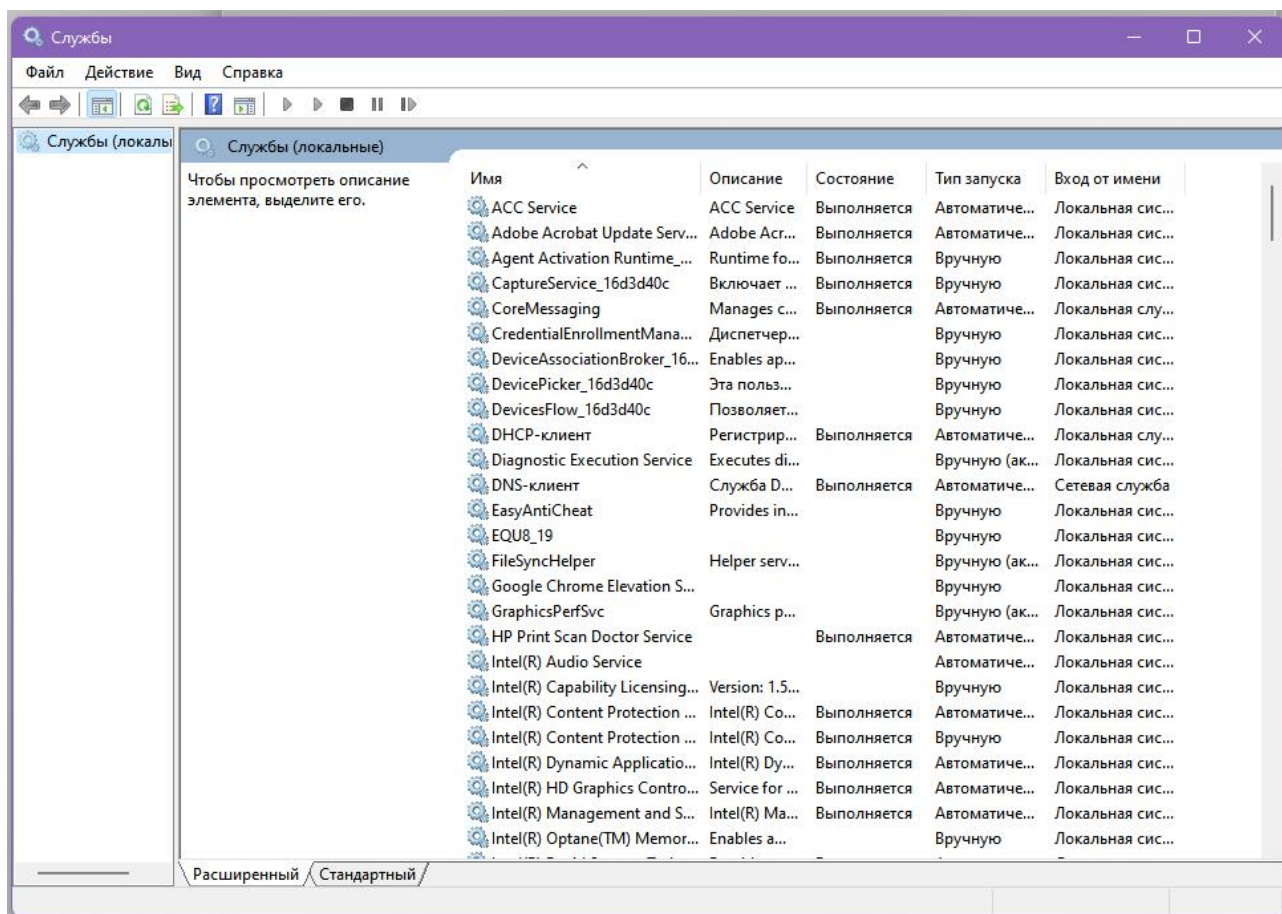 Службы
Файл Действие Вид Справка
Службы (локалы
Службы (локальные)
Чтобы просмотреть описание
элемента, выделите его.
Имя Описание Состояние Тип запуска Вход от имени
ACC Service ACC Service Выполняется Автоматиче... Локальная сис...
Adobe Acrobat Update Serv... Adobe Acr... Выполняется Автоматиче... Локальная сис...
Agent Activation Runtime_... Runtime fo... Выполняется Вручную Локальная сис...
CaptureService_16d3d40c Включает ... Выполняется Вручную Локальная сис...
CoreMessaging Manages c... Выполняется Автоматиче... Локальная слу...
CredentialEnrollmentMana... Диспетчер... Вручную Локальная сис...
DeviceAssociationBroker_16... Enables ap... Вручную Локальная сис...
DevicePicker_16d3d40c Эта польз... Вручную Локальная сис...
DevicesFlow_16d3d40c Позволяет... Вручную Локальная сис...
DHCP-клиент Регистрир... Выполняется Автоматиче... Локальная слу...
Diagnostic Execution Service Executes di... Вручную (ак... Локальная сис...
DNS-клиент Служба D... Выполняется Автоматиче... Сетевая служба
EasyAntiCheat Provides in... Вручную Локальная сис...
EQU8_19 Вручную Локальная сис...
FileSyncHelper Helper serv... Вручную (ак... Локальная сис...
Google Chrome Elevation S... Вручную Локальная сис...
GraphicsPerfSvc Graphics p... Вручную (ак... Локальная сис...
HP Print Scan Doctor Service Выполняется Автоматиче... Локальная сис...
Intel(R) Audio Service Автоматиче... Локальная сис...
Intel(R) Capability Licensing... Version: 1.5... Вручную Локальная сис...
Intel(R) Content Protection ... Intel(R) Co... Выполняется Автоматиче... Локальная сис...
Intel(R) Content Protection ... Intel(R) Co... Выполняется Вручную Локальная сис...
Intel(R) Dynamic Applicatio... Intel(R) Dy... Выполняется Автоматиче... Локальная сис...
Intel(R) HD Graphics Contro... Service for ... Выполняется Автоматиче... Локальная сис...
Intel(R) Management and S... Intel(R) Ma... Выполняется Автоматиче... Локальная сис...
Intel(R) Optane(TM) Memor... Enables a... Вручную Локальная сис...
Расширенный Стандартный